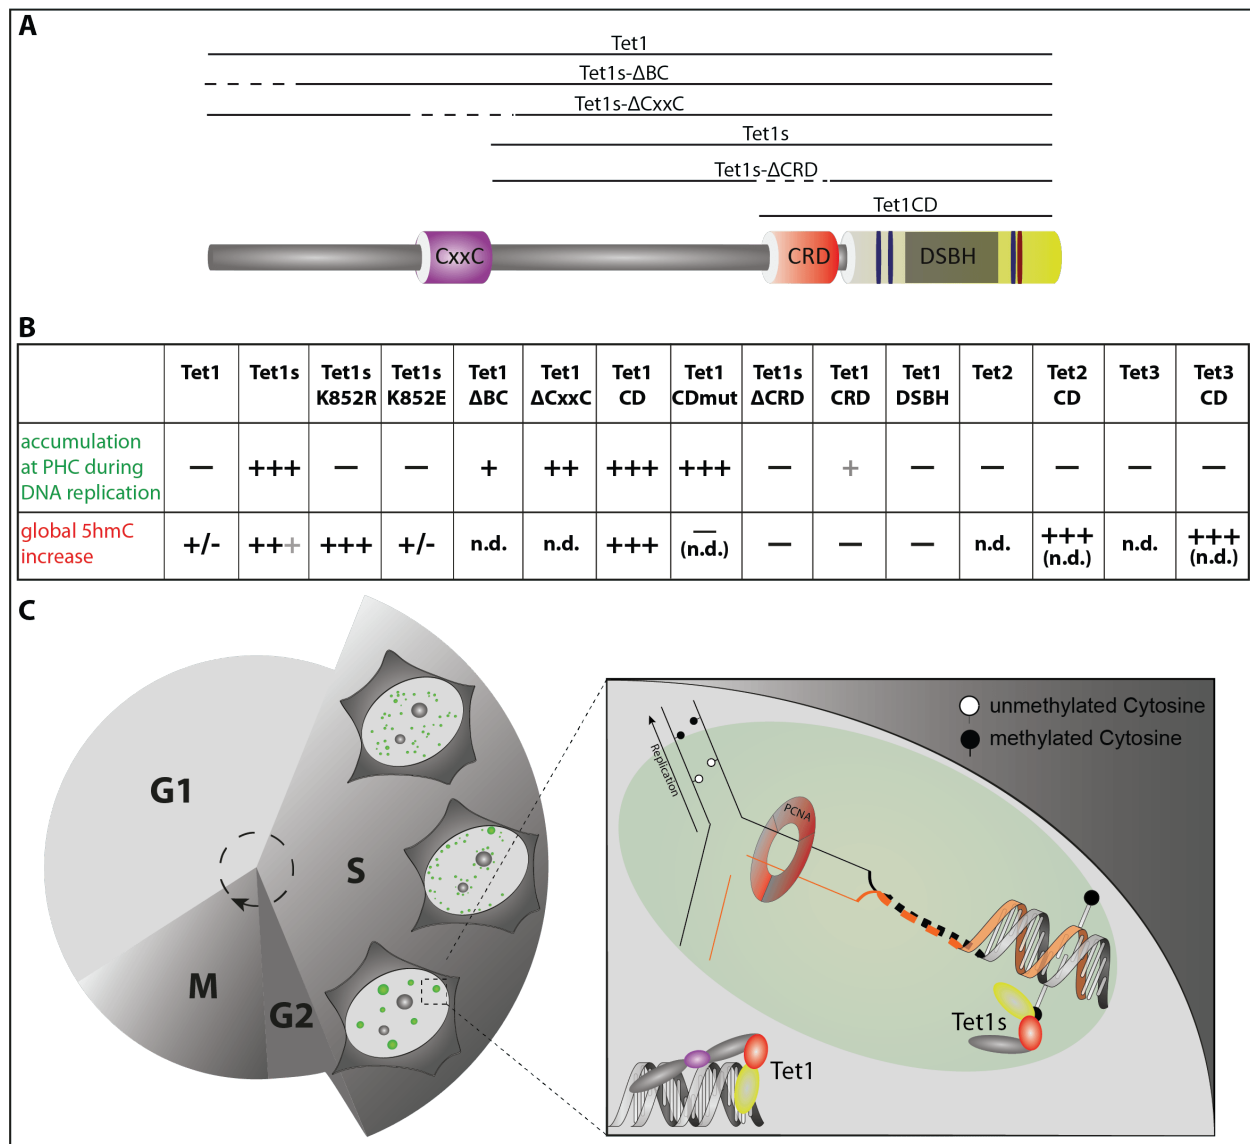 A
Tet1
Tet1s-ΔBC
Tet1s-ΔCxxC
Tet1s
Tet1s-ΔCRD
Tet1CD
CxxC
CRD
DSBH
B
Tet1 Tet1s Tet1s K852R Tet1s K852E Tet1 ΔBC Tet1 ΔCxxC Tet1 CD Tet1 CDmut Tet1s ΔCRD Tet1 CRD Tet1 DSBH Tet2 Tet2 CD Tet3 Tet3 CD
accumulation at PHC during DNA replication — +++ — — + ++ +++ +++ — + — — — — —
global 5hmC increase +/- +++ +++ +/- n.d. n.d. +++ — (n.d.) — — — n.d. +++ (n.d.) n.d. +++ (n.d.)
C
G1
S
M
G2
unmethylated Cytosine
methylated Cytosine
Replication
PCNA
Tet1s
Tet1